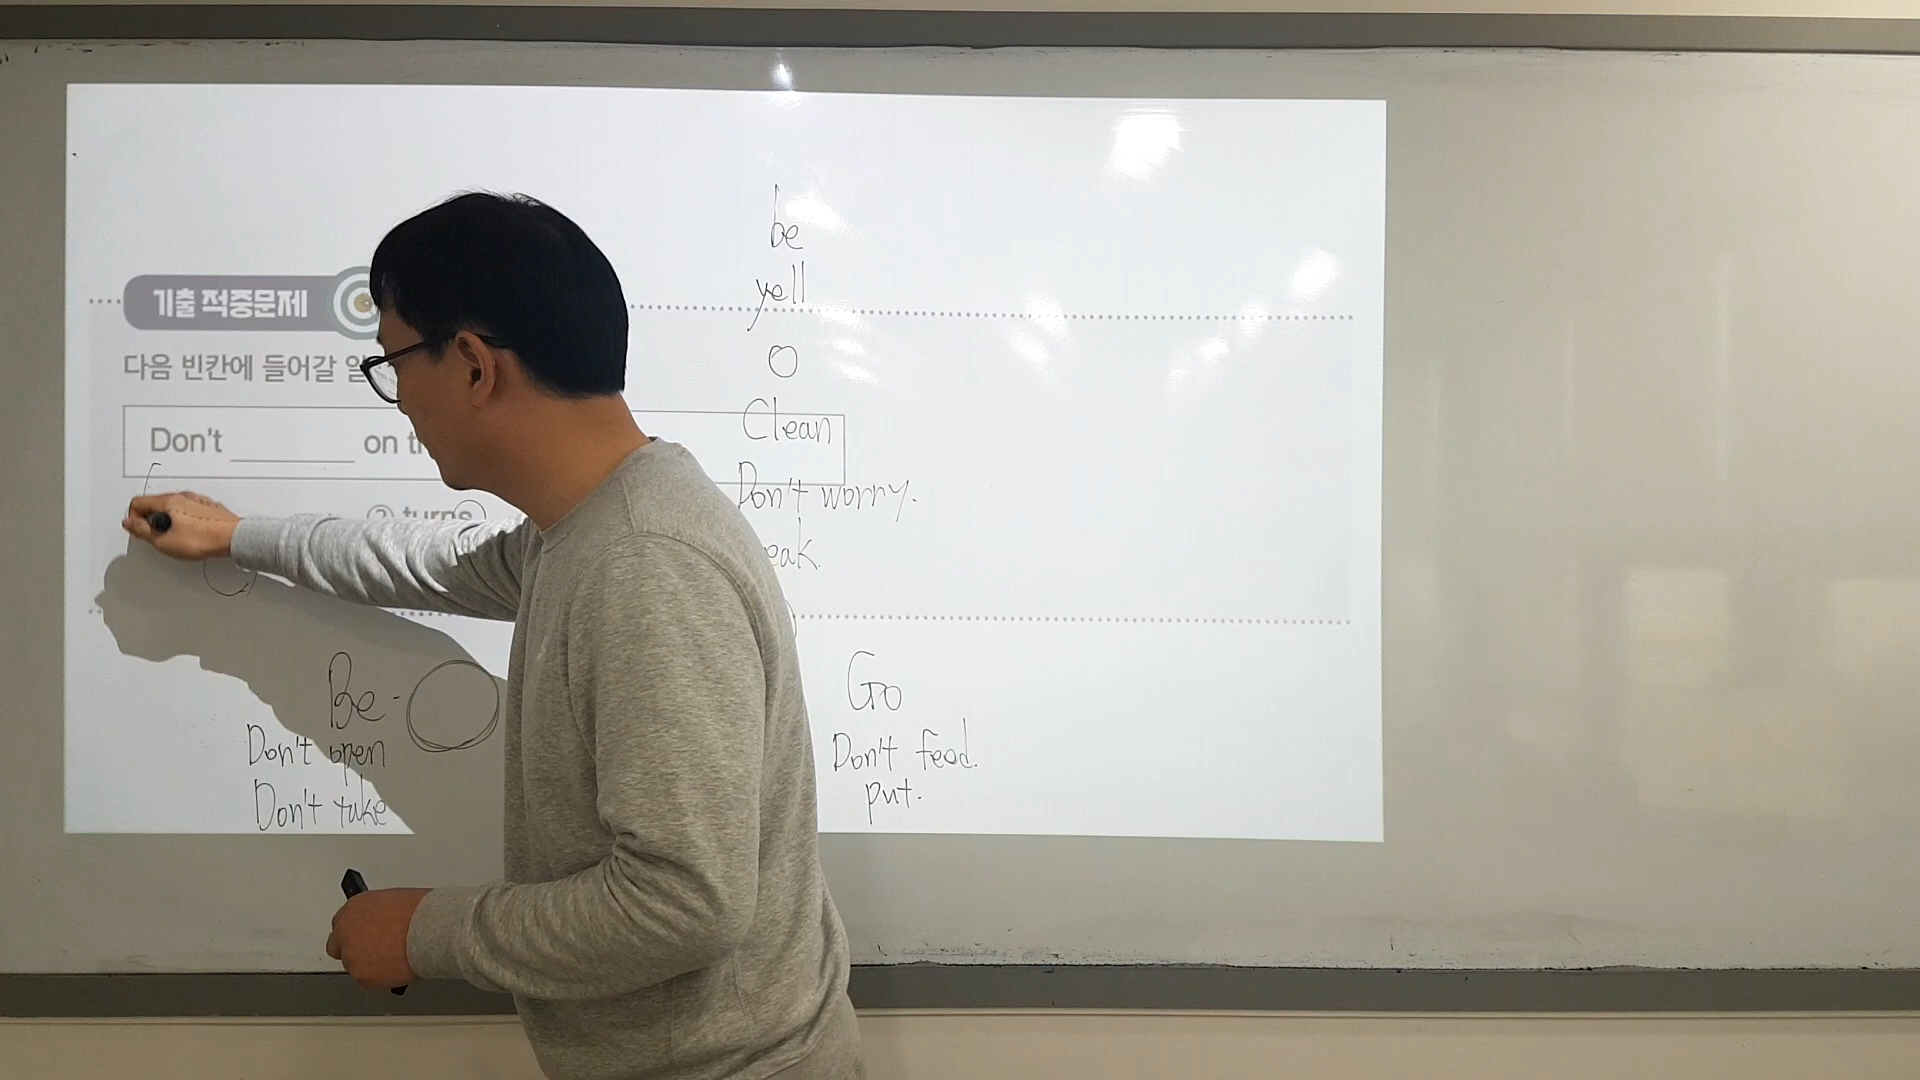 be
yell
기출 적중문제
다음 빈칸에 들어갈
O
Clean
Don't ______ on
Don't worry.
② turns
eak.
Be -
Go
Don't open
Don't feed.
Don't take
put.